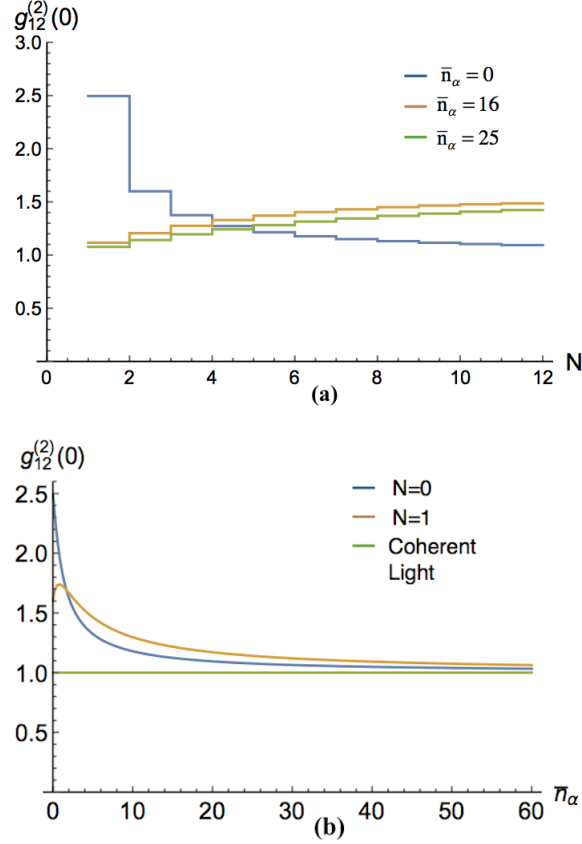 g₁₂⁽²⁾(0)
3.0
2.5
2.0
1.5
1.0
0.5
n̄α = 0
n̄α = 16
n̄α = 25
0 2 4 6 8 10 12 N
(a)
g₁₂⁽²⁾(0)
2.5
2.0
1.5
1.0
0.5
N=0
N=1
Coherent
Light
0 10 20 30 40 50 60 n̄α
(b)